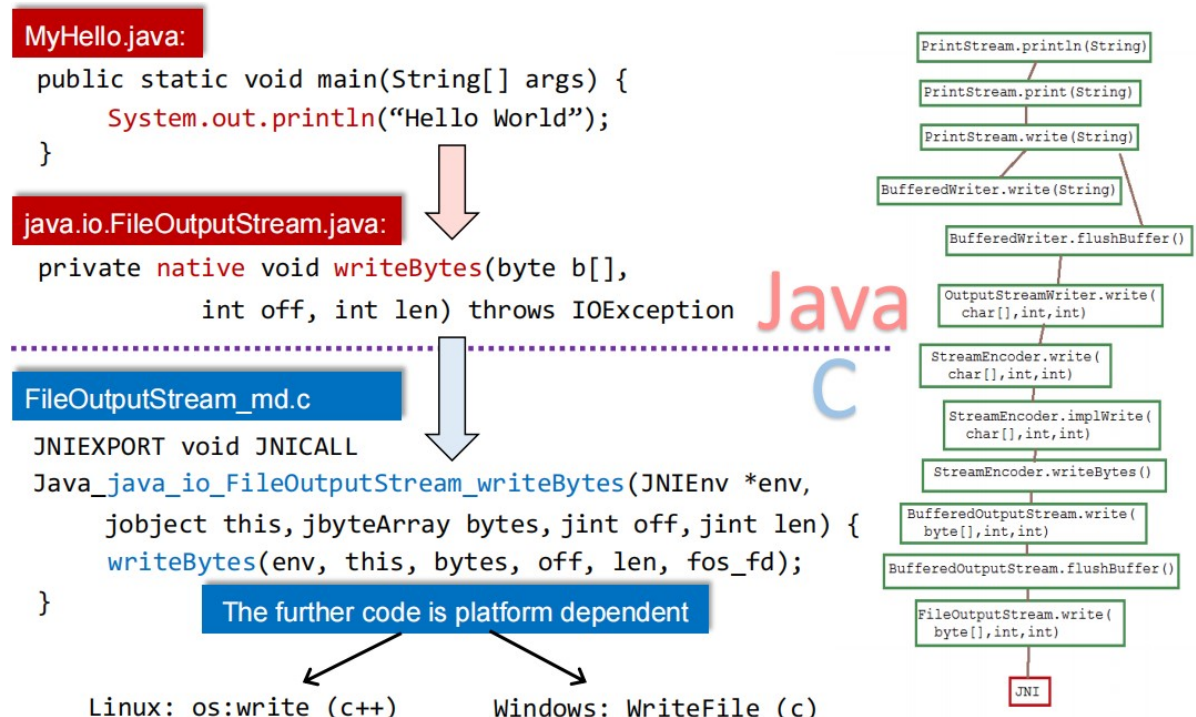 MyHello.java:
public static void main(String[] args) {
System.out.println(“Hello World”);
}
java.io.FileOutputStream.java:
private native void writeBytes(byte b[],
int off, int len) throws IOException
Java
C
FileOutputStream_md.c
JNIEXPORT void JNICALL
Java_java_io_FileOutputStream_writeBytes(JNIEnv *env,
jobject this, jbyteArray bytes, jint off, jint len) {
writeBytes(env, this, bytes, off, len, fos_fd);
}
The further code is platform dependent
Linux: os:write (c++)
Windows: WriteFile (c)
PrintStream.println(String)
PrintStream.print(String)
PrintStream.write(String)
BufferedWriter.write(String)
BufferedWriter.flushBuffer()
OutputStreamWriter.write(
char[],int,int)
StreamEncoder.write(
char[],int,int)
StreamEncoder.implWrite(
char[],int,int)
StreamEncoder.writeBytes()
BufferedOutputStream.write(
byte[],int,int)
BufferedOutputStream.flushBuffer()
FileOutputStream.write(
byte[],int,int)
JNI